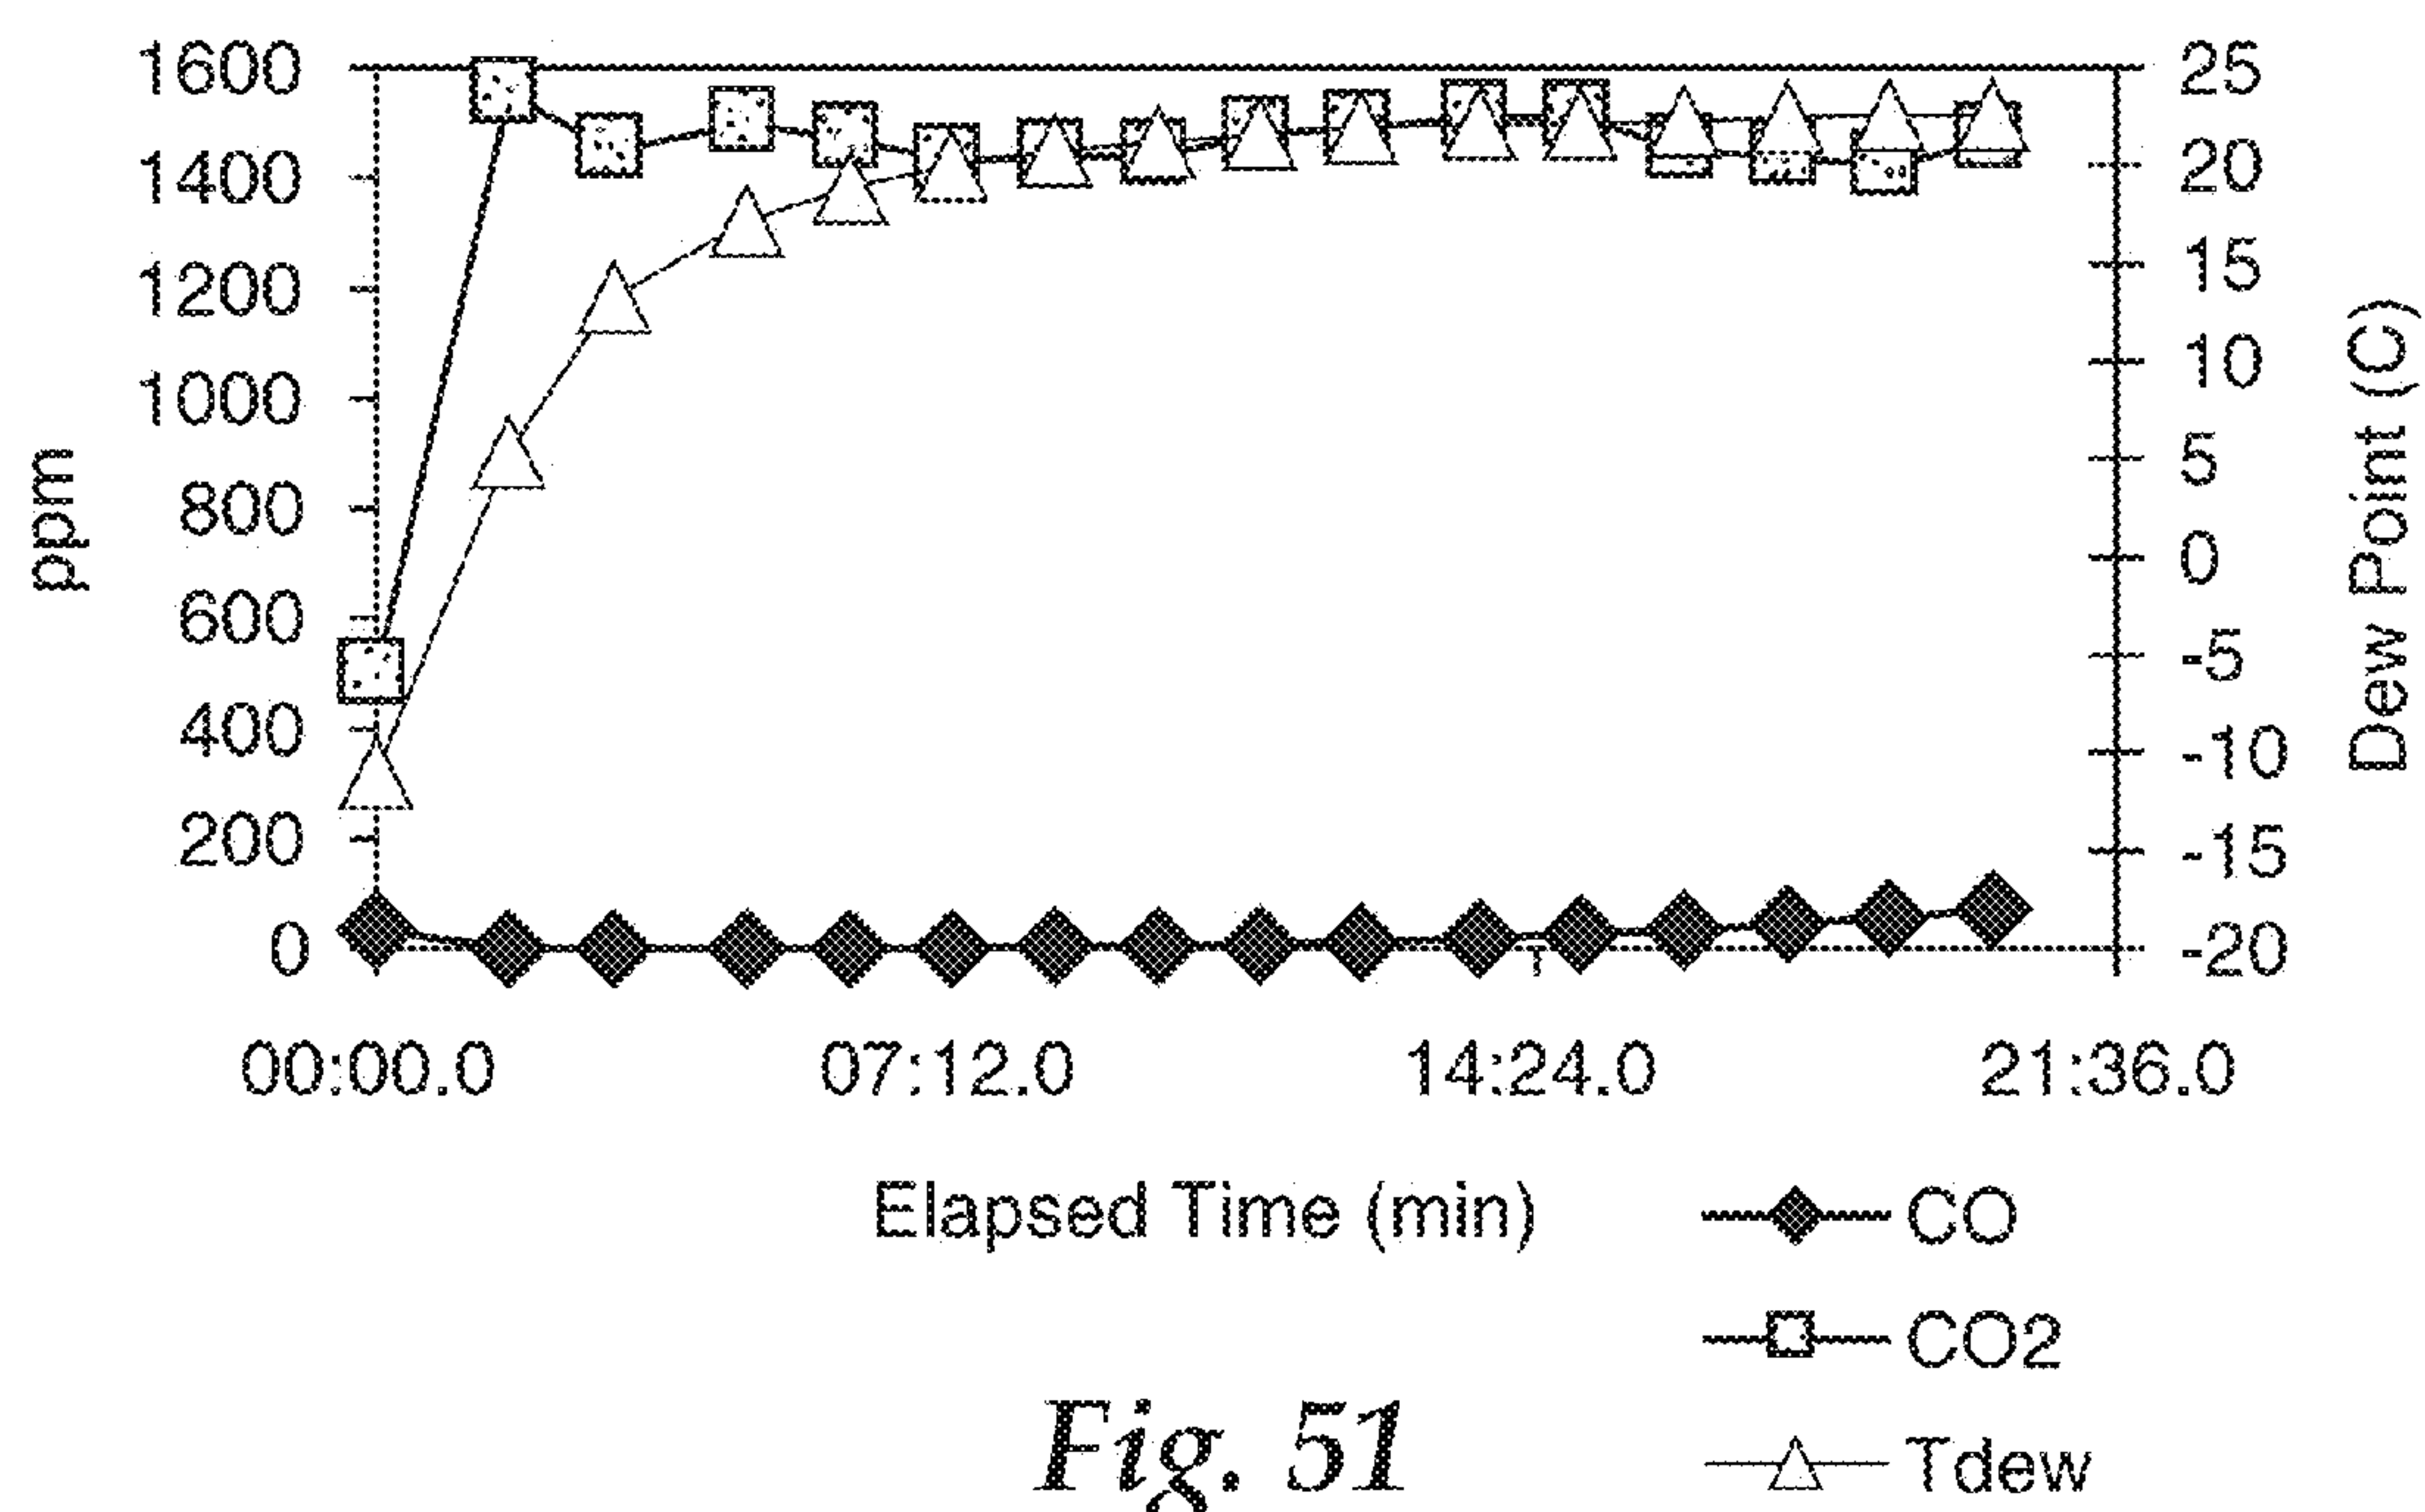 1600
1400
1200
1000
800
600
400
200
0
ppm
25
20
15
10
5
0
-5
-10
-15
-20
Dew Point (C)
00:00.0 07:12.0 14:24.0 21:36.0
Elapsed Time (min)
CO
CO2
Tdew
Fig. 51